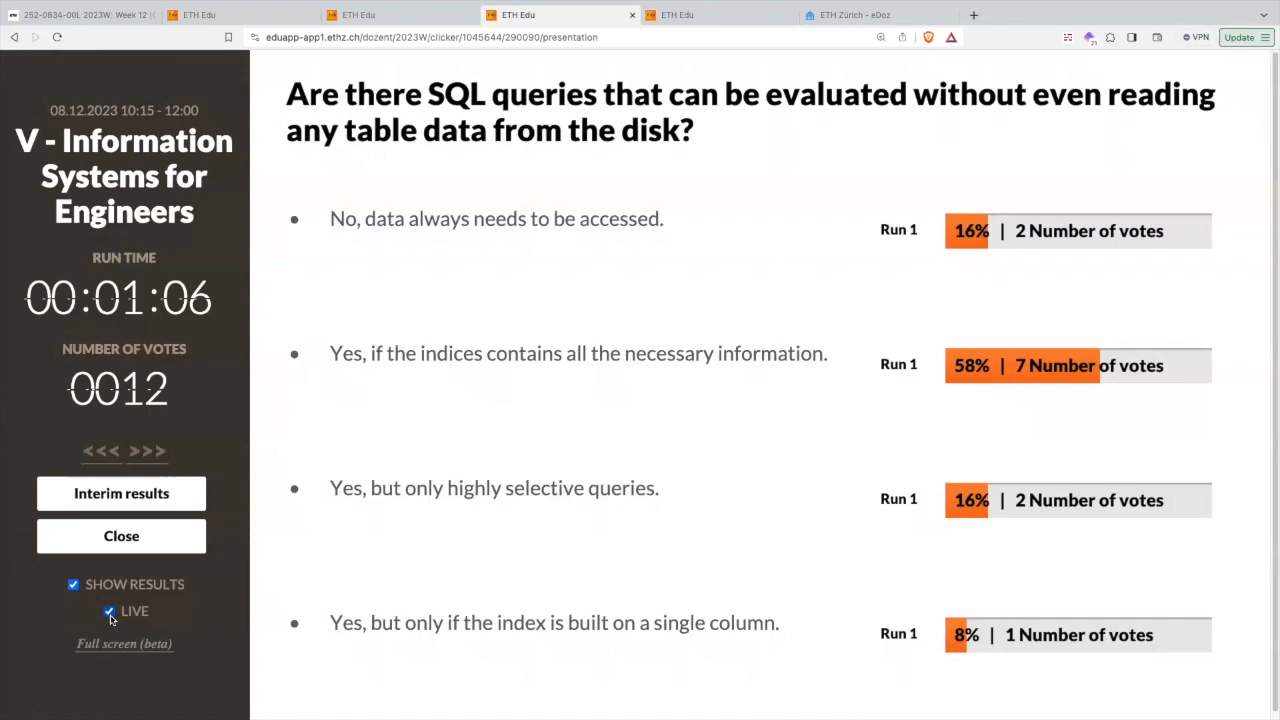 252-0834-00L 2023W: Week 12 | (
ETH Edu
ETH Edu
ETH Edu
ETH Edu
ETH Zürich - eDoz
eduapp-app1.ethz.ch/dozent/2023W/clicker/1045644/290090/presentation
21
VPN
Update
08.12.2023 10:15 - 12:00
V - Information
Systems for
Engineers
RUN TIME
00:01:06
NUMBER OF VOTES
0012
<<< >>>
Interim results
Close
SHOW RESULTS
LIVE
Full screen (beta)
Are there SQL queries that can be evaluated without even reading
any table data from the disk?
• No, data always needs to be accessed.
Run 1
16% | 2 Number of votes
• Yes, if the indices contains all the necessary information.
Run 1
58% | 7 Number of votes
• Yes, but only highly selective queries.
Run 1
16% | 2 Number of votes
• Yes, but only if the index is built on a single column.
Run 1
8% | 1 Number of votes